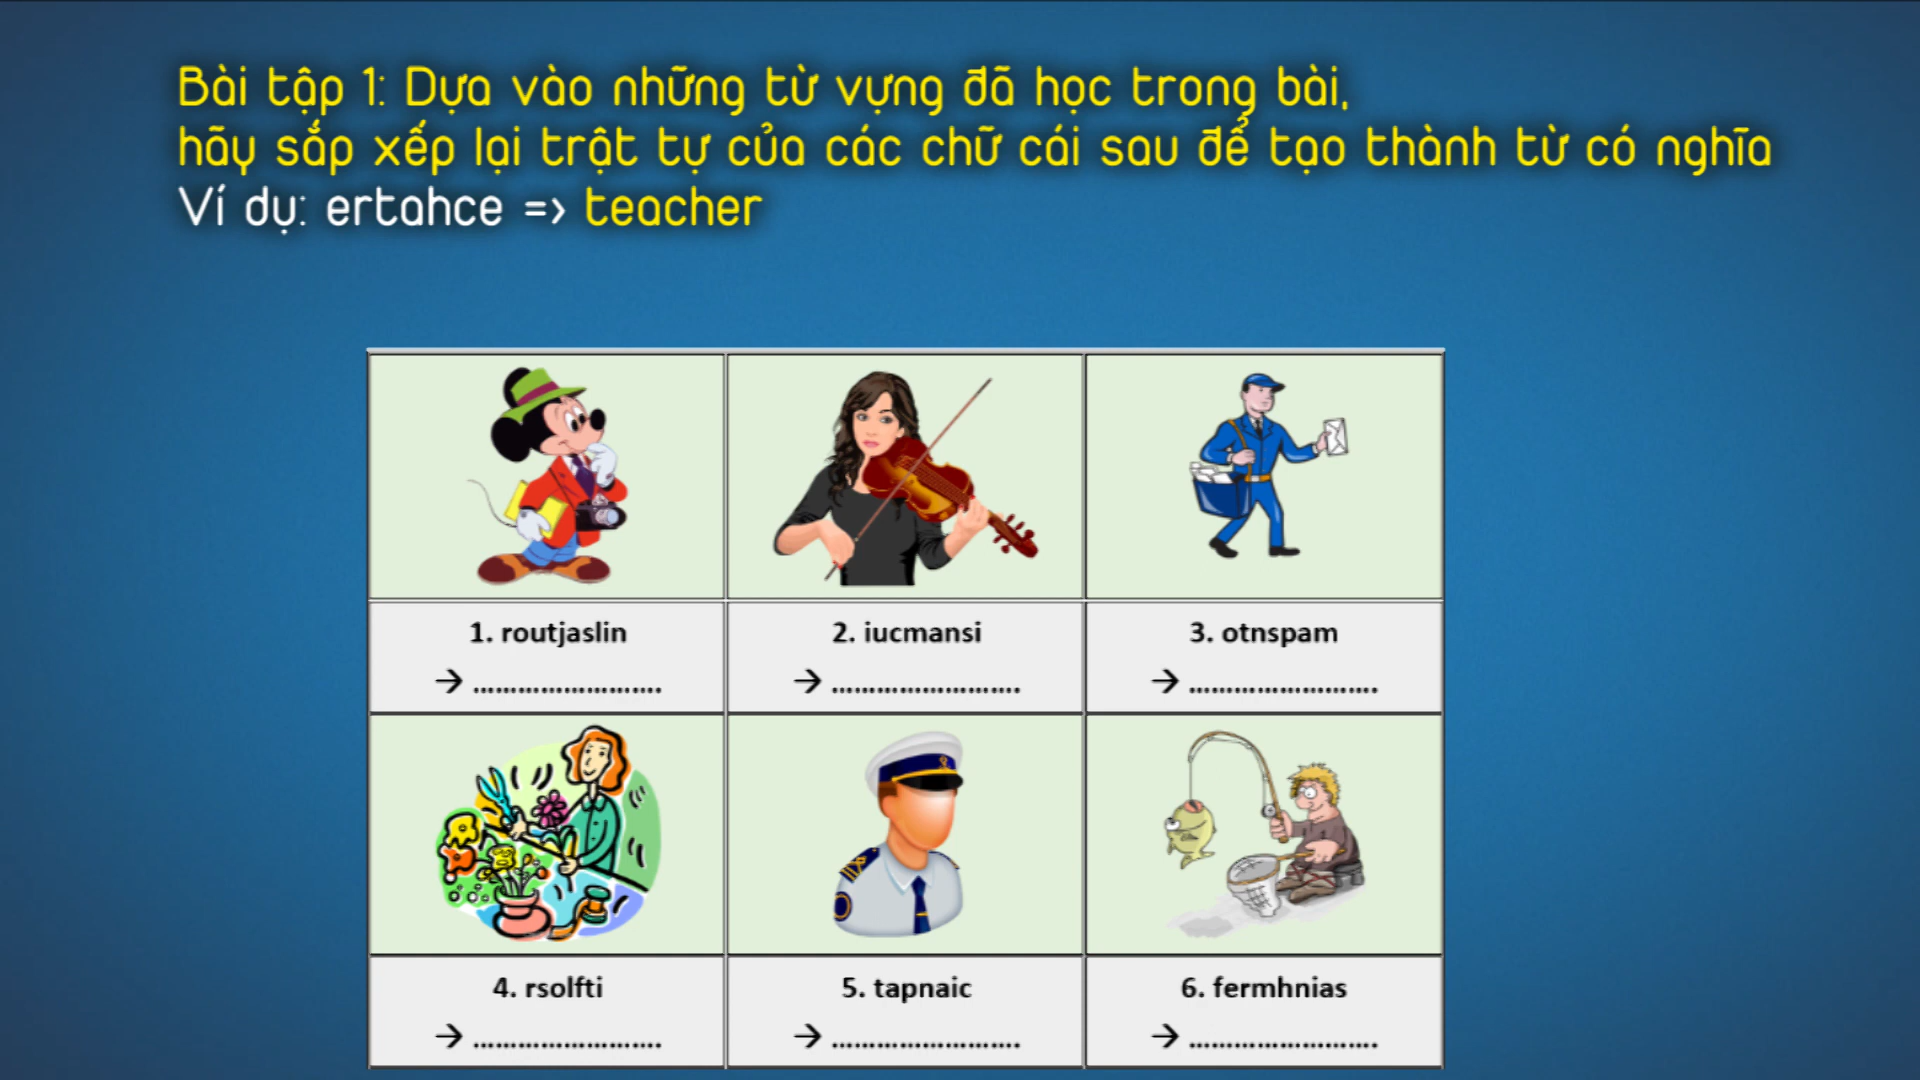 Bài tập 1: Dựa vào những từ vựng đã học trong bài,
hãy sắp xếp lại trật tự của các chữ cái sau để tạo thành từ có nghĩa
Ví dụ: ertahce => teacher
1. routjaslin
→ ..........................
2. iucmansi
→ ..........................
3. otnspam
→ ..........................
4. rsolfti
→ ..........................
5. tapnaic
→ ..........................
6. fermhnias
→ ..........................